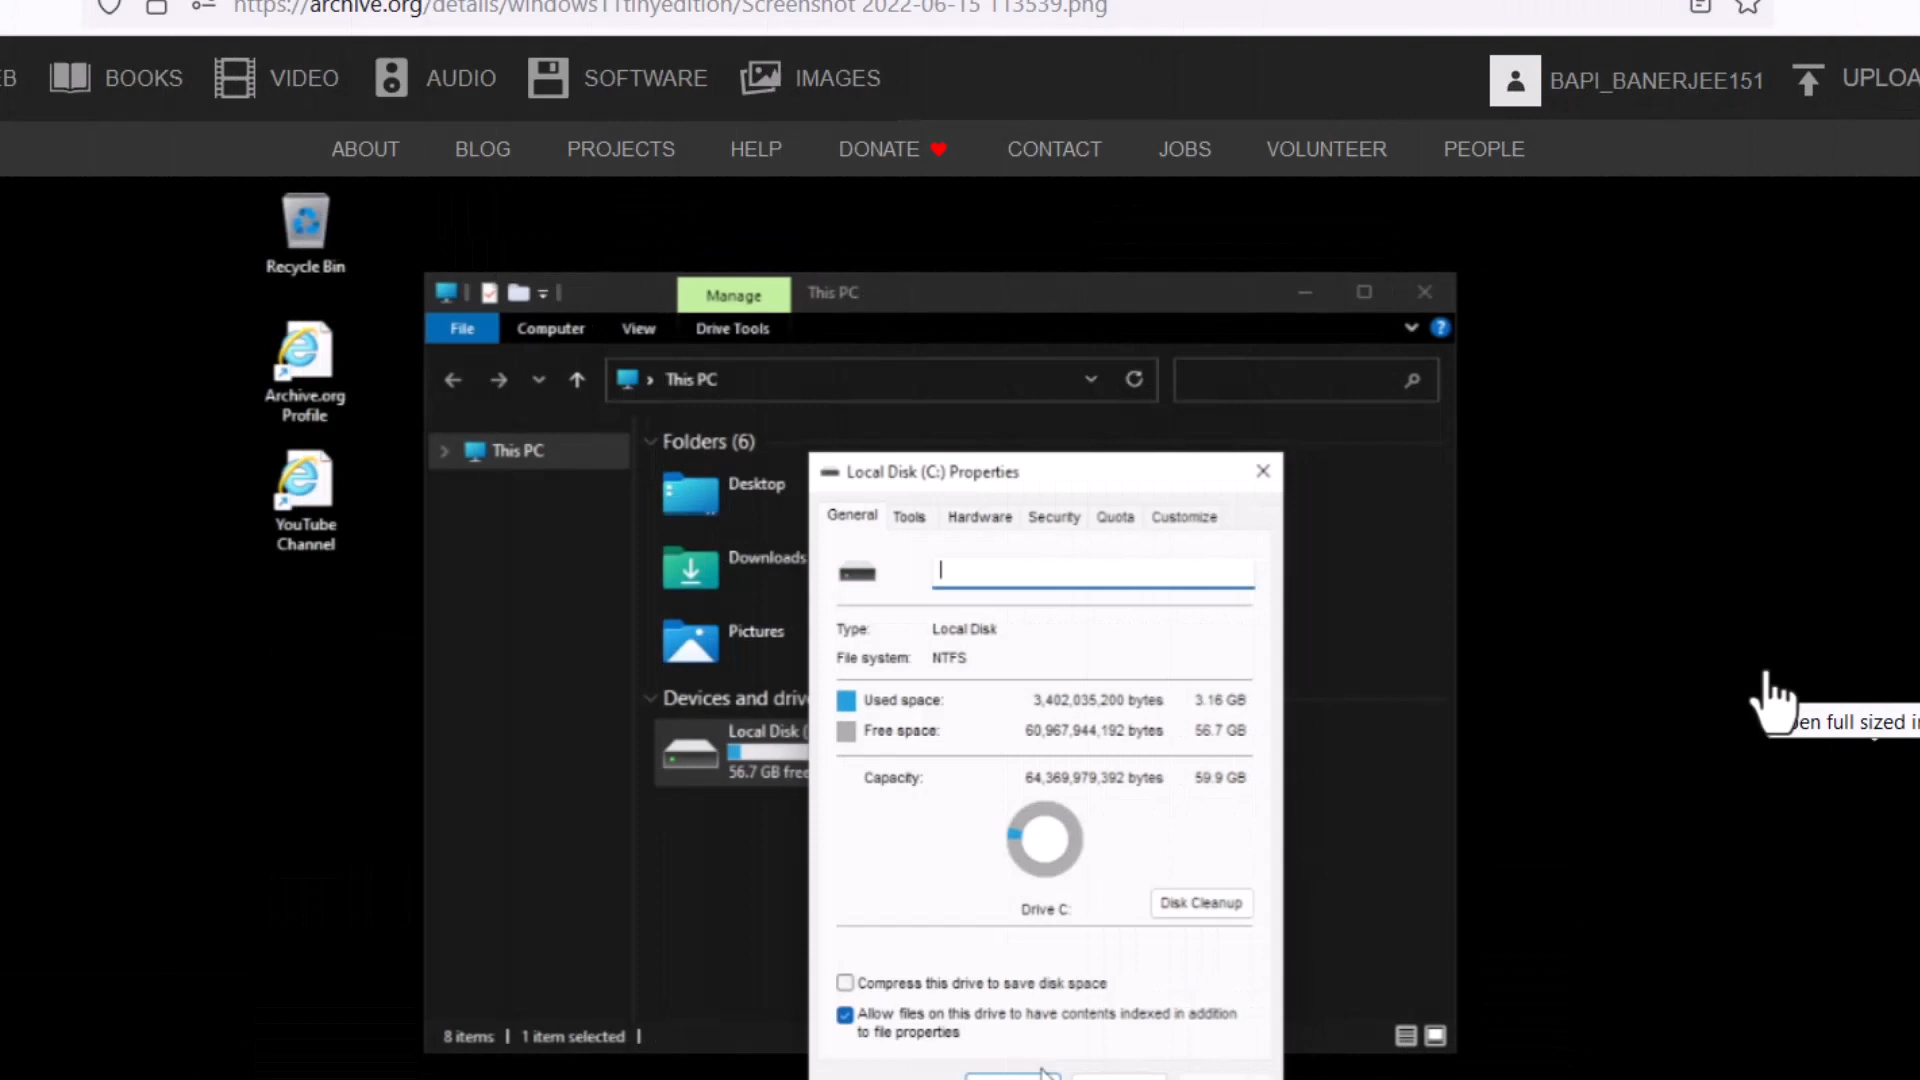 https://archive.org/details/windows11tinyedition/Screenshot 2022-06-15 113539.png
EB BOOKS VIDEO AUDIO SOFTWARE IMAGES BAPI_BANERJEE151 UPLOA
ABOUT BLOG PROJECTS HELP DONATE CONTACT JOBS VOLUNTEER PEOPLE
Recycle Bin
Archive.org
Profile
YouTube
Channel
Manage This PC
File Computer View Drive Tools
This PC
This PC
Folders (6)
Desktop
Downloads
Pictures
Devices and drive
Local Disk (
56.7 GB free
8 items 1 item selected
Local Disk (C:) Properties
General Tools Hardware Security Quota Customize
Type: Local Disk
File system: NTFS
Used space: 3,402,035,200 bytes 3.16 GB
Free space: 60,967,944,192 bytes 56.7 GB
Capacity: 64,369,979,392 bytes 59.9 GB
Drive C:
Disk Cleanup
Compress this drive to save disk space
Allow files on this drive to have contents indexed in addition
to file properties
pen full sized i